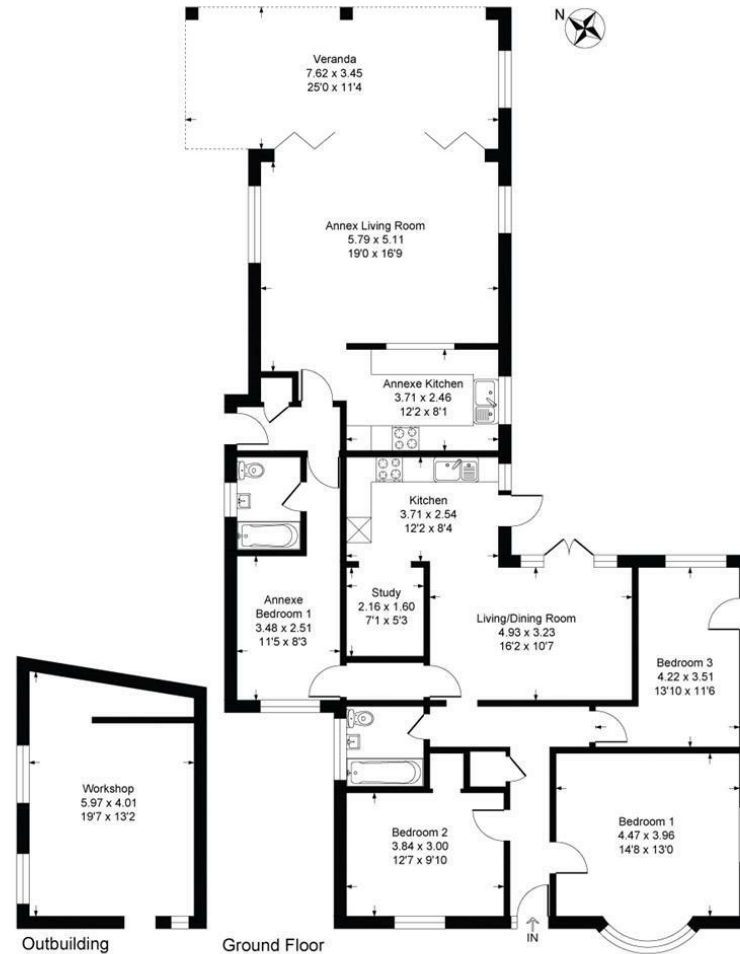 N
Veranda
7.62 x 3.45
25'0 x 11'4
Annex Living Room
5.79 x 5.11
19'0 x 16'9
Annexe Kitchen
3.71 x 2.46
12'2 x 8'1
Kitchen
3.71 x 2.54
12'2 x 8'4
Study
2.16 x 1.60
7'1 x 5'3
Annexe
Bedroom 1
3.48 x 2.51
11'5 x 8'3
Living/Dining Room
4.93 x 3.23
16'2 x 10'7
Bedroom 3
4.22 x 3.51
13'10 x 11'6
Workshop
5.97 x 4.01
19'7 x 13'2
Bedroom 2
3.84 x 3.00
12'7 x 9'10
Bedroom 1
4.47 x 3.96
14'8 x 13'0
IN
Outbuilding
Ground Floor